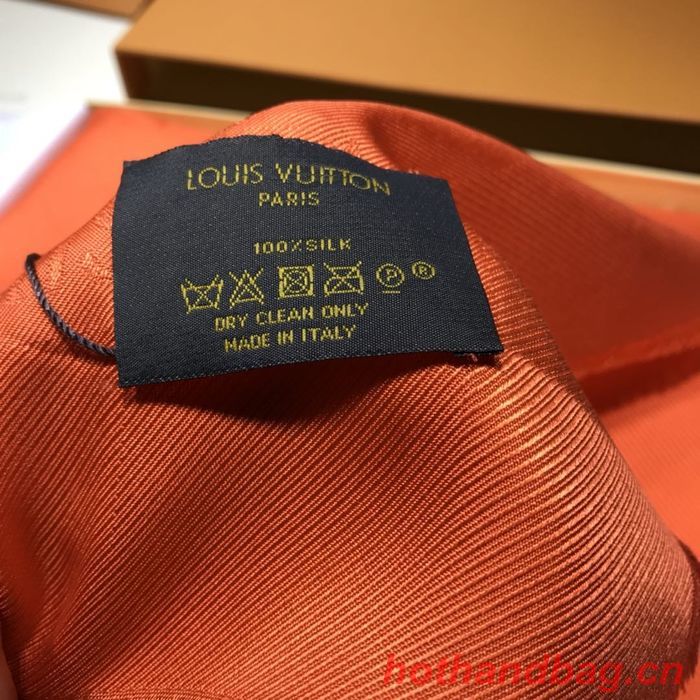 LOUIS VUITTON
PARIS
100%SILK
P R
DRY CLEAN ONLY
MADE IN ITALY
hothandbag.cn